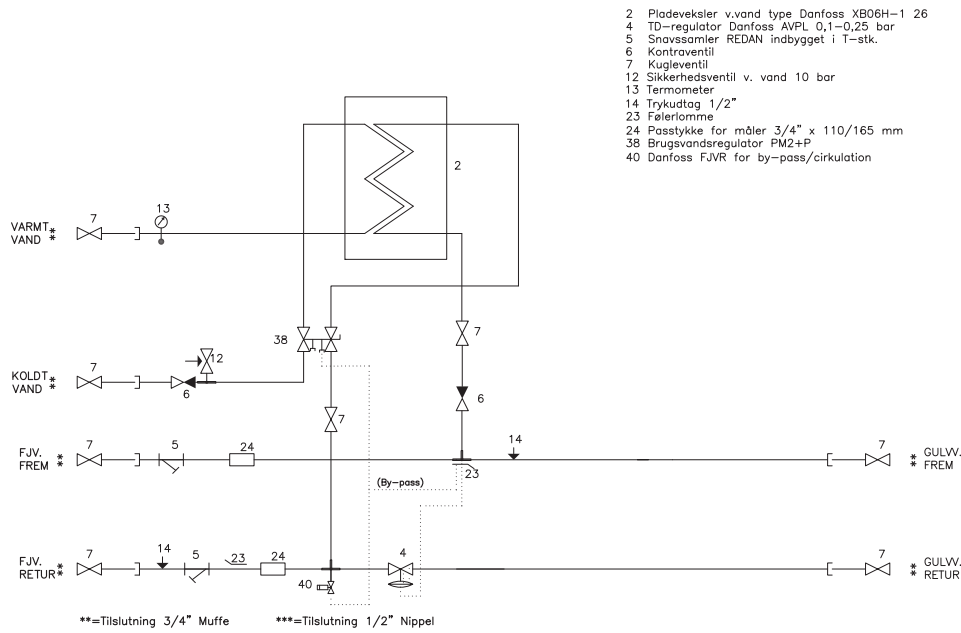 2 Pladeveksler v.vand type Danfoss XB06H-1 26
4 TD-regulator Danfoss AVPL 0,1-0,25 bar
5 Snavssamler REDAN indbygget i T-stk.
6 Kontraventil
7 Kugleventil
12 Sikkerhedsventil v. vand 10 bar
13 Termometer
14 Trykudtag 1/2"
23 Følerlomme
24 Passtykke for måler 3/4" x 110/165 mm
38 Brugsvandsregulator PM2+P
40 Danfoss FJVR for by-pass/cirkulation
2
13
7
VARMT
VAND **
7
38
12
7
KOLDT
VAND **
6
6
7
14
7
5
24
7
FJV.
FREM **
23
** GULVV.
FREM
(By-pass)
7
14
5
23
24
4
7
FJV.
RETUR **
** GULVV.
RETUR
40
**=Tilslutning 3/4" Muffe
***=Tilslutning 1/2" Nippel